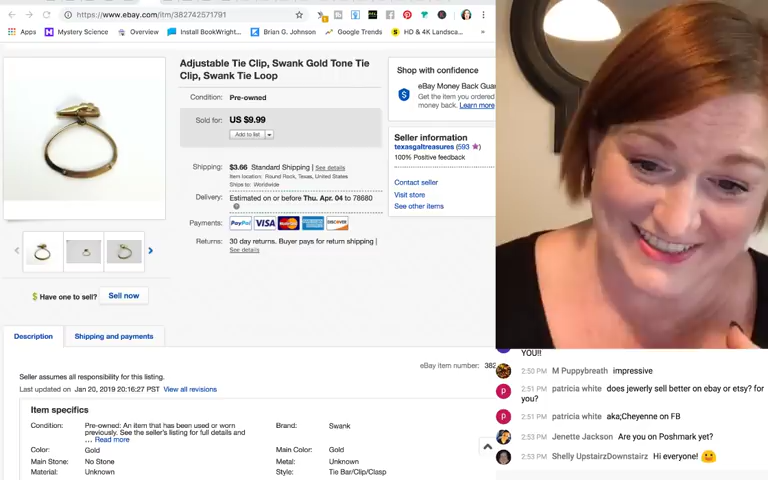 https://www.ebay.com/itm/382742571791
Apps
Mystery Science
Overview
Install BookWright...
Brian G. Johnson
Google Trends
HD & 4K Landsca...
»
Adjustable Tie Clip, Swank Gold Tone Tie
Clip, Swank Tie Loop
Condition: Pre-owned
Sold for: US $9.99
Add to list
Shipping: $3.66 Standard Shipping | See details
Item location: Round Rock, Texas, United States
Ships to: Worldwide
Delivery: Estimated on or before Thu. Apr. 04 to 78680
Payments: PayPal VISA MasterCard DISCOVER
Returns: 30 day returns. Buyer pays for return shipping |
See details
Shop with confidence
eBay Money Back Guar
Get the item you ordered
money back. Learn more
Seller information
texasgaltreasures (593 ★)
100% Positive feedback
Contact seller
Visit store
See other items
$ Have one to sell? Sell now
Description
Shipping and payments
eBay item number: 382
Seller assumes all responsibility for this listing.
Last updated on Jan 20, 2019 20:16:27 PST View all revisions
Item specifics
Condition: Pre-owned: An item that has been used or worn
previously. See the seller's listing for full details and
... Read more
Brand: Swank
Color: Gold
Main Color: Gold
Main Stone: No Stone
Metal: Unknown
Material: Unknown
Style: Tie Bar/Clip/Clasp
YOU!!
2:50 PM M Puppybreath impressive
2:51 PM patricia white does jewerly sell better on ebay or etsy? for
you?
2:51 PM patricia white aka;Cheyenne on FB
2:53 PM Jenette Jackson Are you on Poshmark yet?
2:53 PM Shelly UpstairzDownstairz Hi everyone!